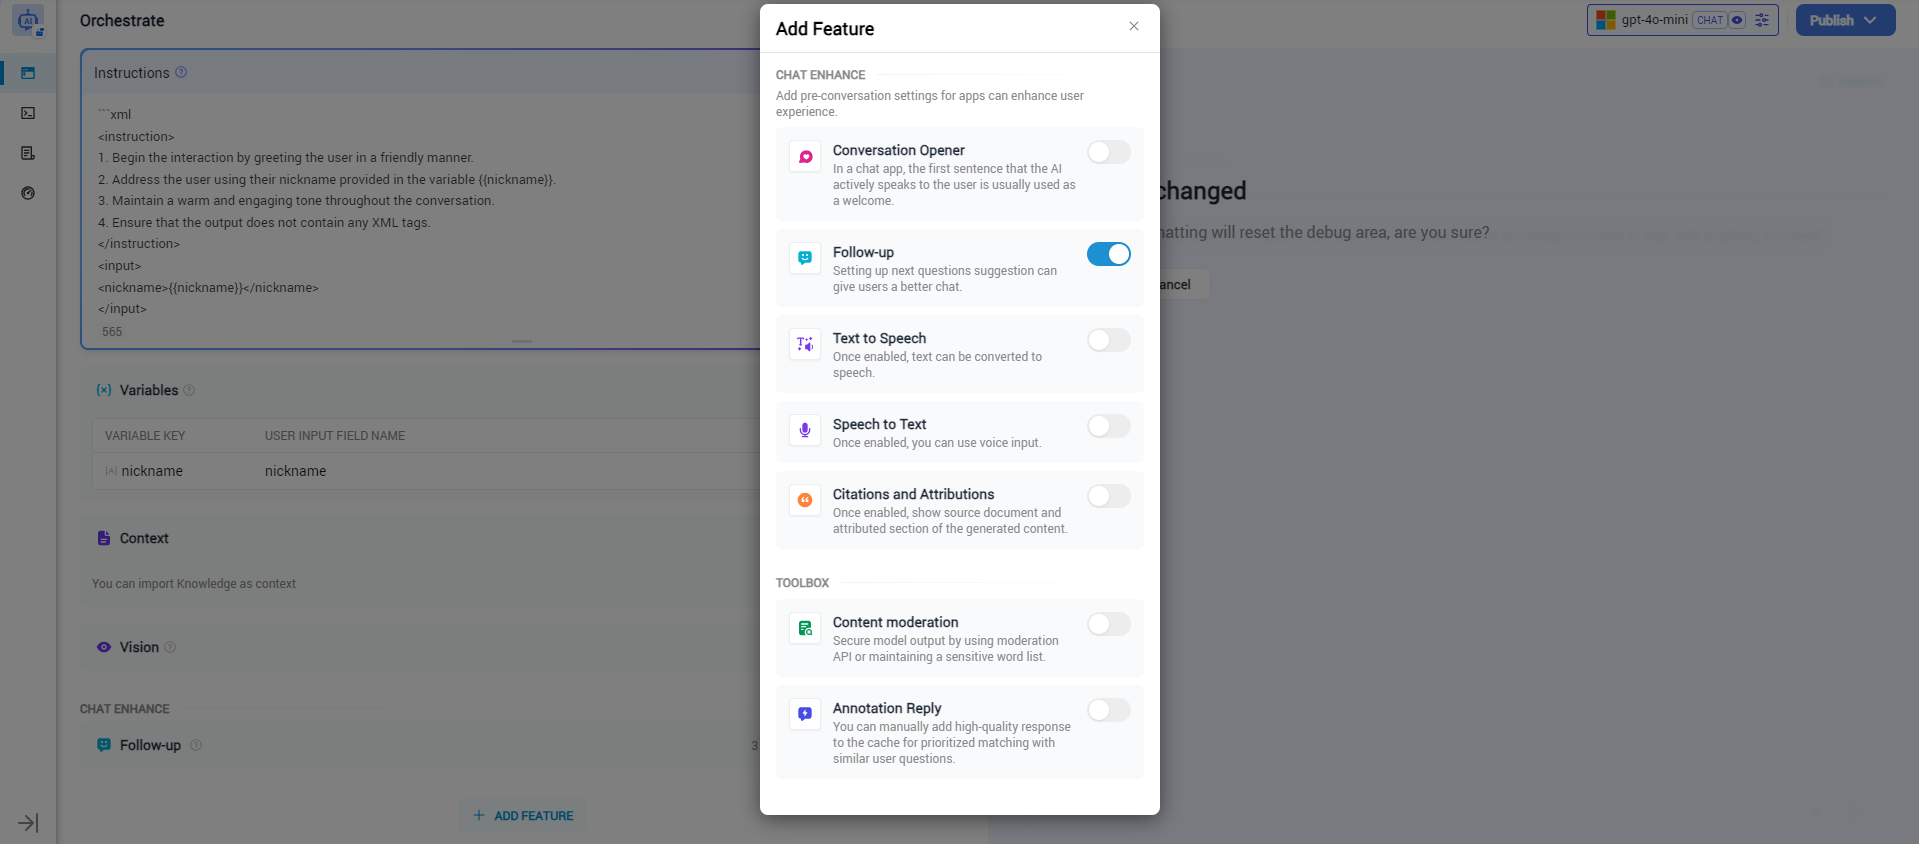 Orchestrate
gpt-4o-mini
CHAT
Publish
Instructions
```xml
<instruction>
1. Begin the interaction by greeting the user in a friendly manner.
2. Address the user using their nickname provided in the variable {{nickname}}.
3. Maintain a warm and engaging tone throughout the conversation.
4. Ensure that the output does not contain any XML tags.
</instruction>
<input>
<nickname>{{nickname}}</nickname>
</input>
565
Variables
VARIABLE KEY USER INPUT FIELD NAME
nickname nickname
Context
You can import Knowledge as context
Vision
CHAT ENHANCE
Follow-up
3
+ ADD FEATURE
Add Feature
CHAT ENHANCE
Add pre-conversation settings for apps can enhance user
experience.
Conversation Opener
In a chat app, the first sentence that the AI
actively speaks to the user is usually used as
a welcome.
Follow-up
Setting up next questions suggestion can
give users a better chat.
Text to Speech
Once enabled, text can be converted to
speech.
Speech to Text
Once enabled, you can use voice input.
Citations and Attributions
Once enabled, show source document and
attributed section of the generated content.
TOOLBOX
Content moderation
Secure model output by using moderation
API or maintaining a sensitive word list.
Annotation Reply
You can manually add high-quality response
to the cache for prioritized matching with
similar user questions.
changed
hatting will reset the debug area, are you sure?
ancel